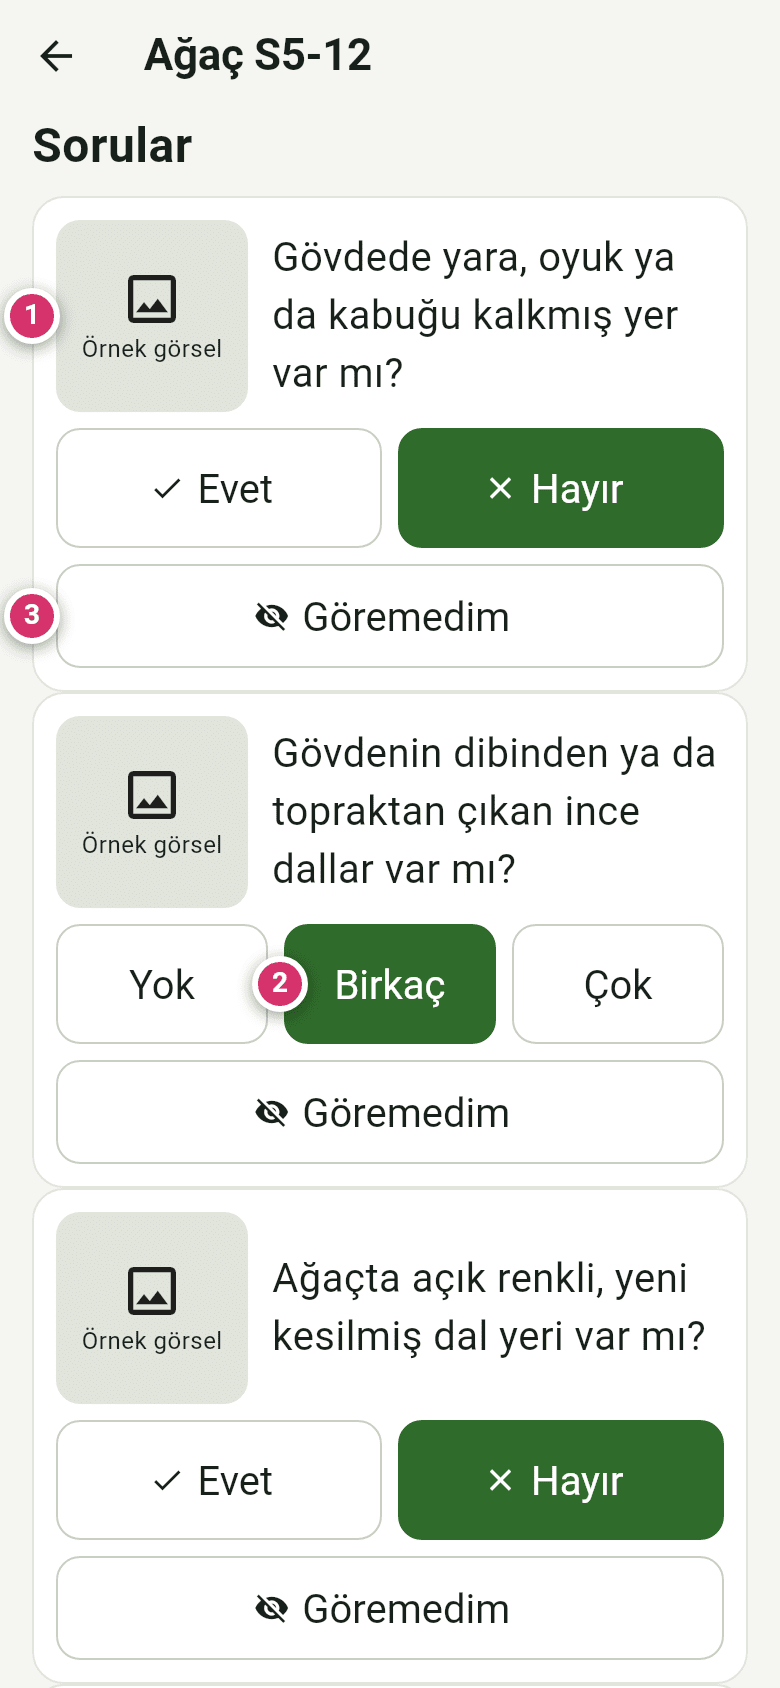 Ağaç S5-12
Sorular
1
Örnek görsel
Gövdede yara, oyuk ya
da kabuğu kalkmış yer
var mı?
Evet
Hayır
3
Göremedim
Örnek görsel
Gövdenin dibinden ya da
topraktan çıkan ince
dallar var mı?
Yok
2
Birkaç
Çok
Göremedim
Örnek görsel
Ağaçta açık renkli, yeni
kesilmiş dal yeri var mı?
Evet
Hayır
Göremedim